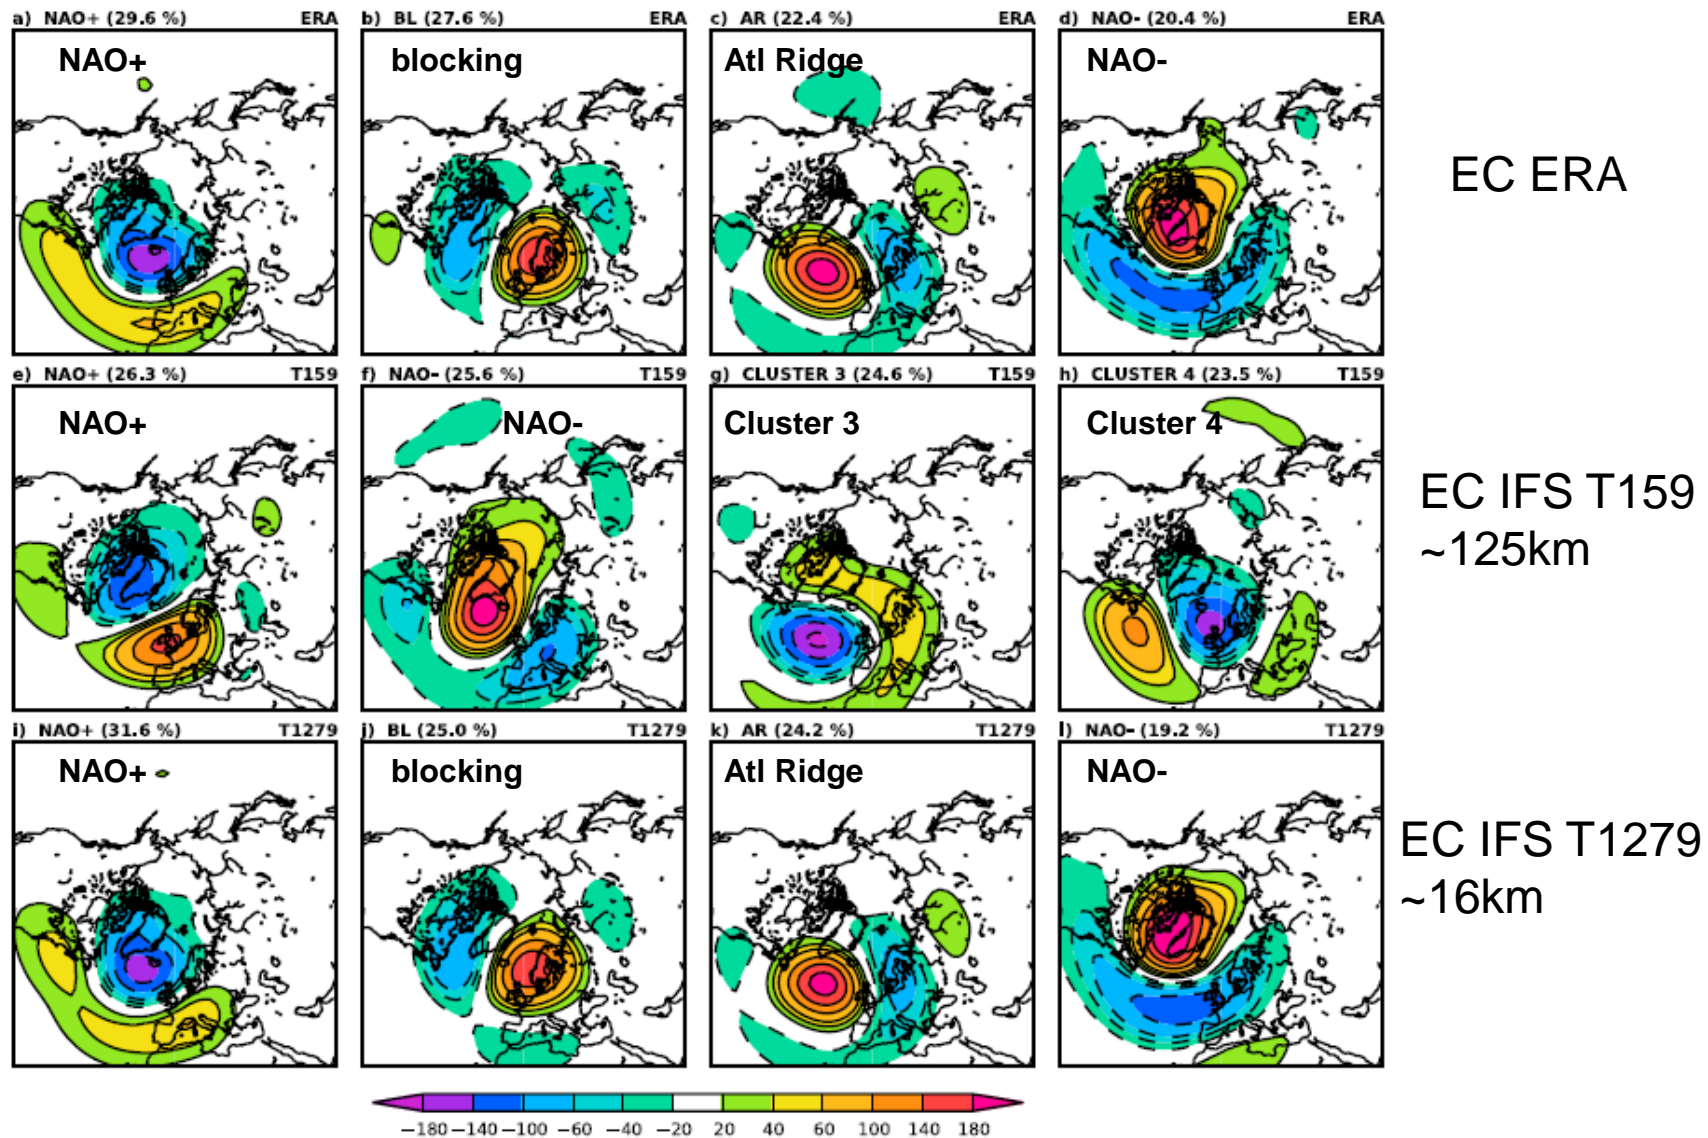 a) NAO+ (29.6 %) ERA
b) BL (27.6 %) ERA
c) AR (22.4 %) ERA
d) NAO- (20.4 %) ERA
NAO+
blocking
Atl Ridge
NAO-
EC ERA
e) NAO+ (26.3 %) T159
f) NAO- (25.6 %) T159
g) CLUSTER 3 (24.6 %) T159
h) CLUSTER 4 (23.5 %) T159
NAO+
NAO-
Cluster 3
Cluster 4
EC IFS T159
~125km
i) NAO+ (31.6 %) T1279
j) BL (25.0 %) T1279
k) AR (24.2 %) T1279
l) NAO- (19.2 %) T1279
NAO+
blocking
Atl Ridge
NAO-
EC IFS T1279
~16km
−180 −140 −100 −60 −40 −20 20 40 60 100 140 180